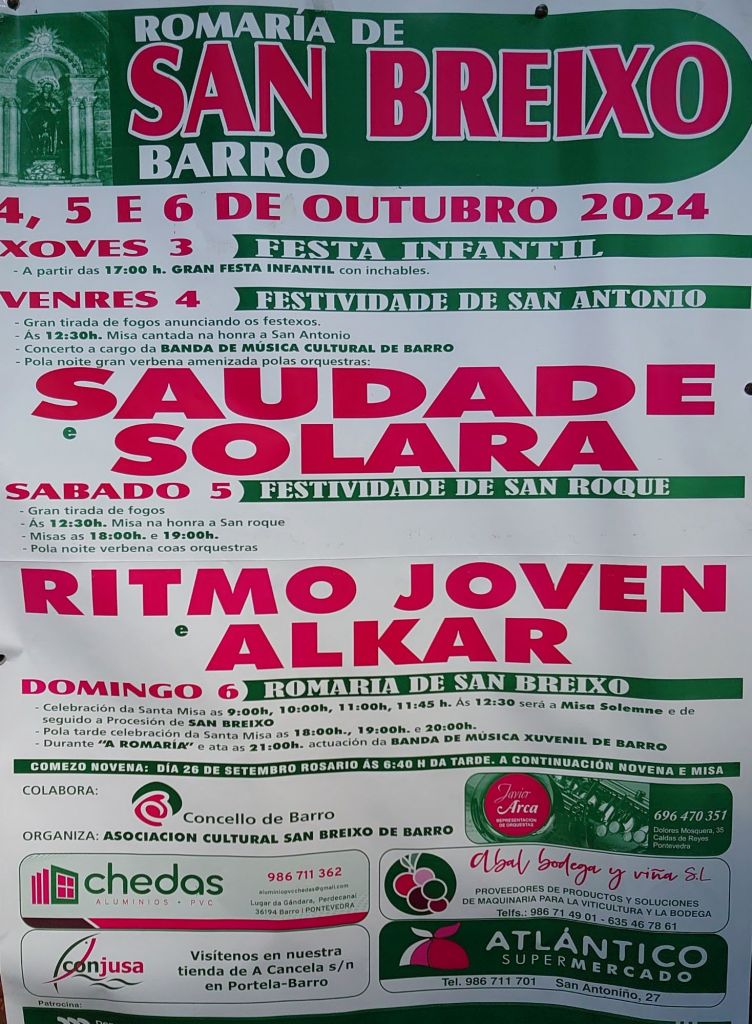 ROMARÍA DE
SAN BREIXO
BARRO
4, 5 E 6 DE OUTUBRO 2024
XOVES 3 FESTA INFANTIL
- A partir das 17:00 h. GRAN FESTA INFANTIL con inchables.
VENRES 4 FESTIVIDADE DE SAN ANTONIO
- Gran tirada de fogos anunciando os festexos.
- Ás 12:30h. Misa cantada na honra a San Antonio
- Concerto a cargo da BANDA DE MÚSICA CULTURAL DE BARRO
- Pola noite gran verbena amenizada polas orquestras:
SAUDADE
e SOLARA
SABADO 5 FESTIVIDADE DE SAN ROQUE
- Gran tirada de fogos
- Ás 12:30h. Misa na honra a San roque
- Misas as 18:00h. e 19:00h.
- Pola noite verbena coas orquestras
RITMO JOVEN
e ALKAR
DOMINGO 6 ROMARIA DE SAN BREIXO
- Celebración da Santa Misa as 9:00h, 10:00h, 11:00h, 11:45 h. Ás 12:30 será a Misa Solemne e de
seguido a Procesión de SAN BREIXO
- Pola tarde celebración da Santa Misa as 18:00h., 19:00h. e 20:00h.
- Durante "A ROMARÍA" e ata as 21:00h. actuación da BANDA DE MÚSICA XUVENIL DE BARRO
COMEZO NOVENA: DÍA 26 DE SETEMBRO ROSARIO ÁS 6:40 H DA TARDE. A CONTINUACIÓN NOVENA E MISA
COLABORA:
Concello de Barro
ORGANIZA: ASOCIACION CULTURAL SAN BREIXO DE BARRO
Javier
Arca
REPRESENTACIÓN
DE ORQUESTAS
696 470 351
Dolores Mosquera, 35
Caldas de Reyes
Pontevedra
chedas
ALUMINIOS • PVC
986 711 362
aluminiopvcchedas@gmail.com
Lugar da Gándara, Perdecanai
36194 Barro | PONTEVEDRA
Abal bodega y viña S.L
PROVEEDORES DE PRODUCTOS Y SOLUCIONES
DE MAQUINARIA PARA LA VITICULTURA Y LA BODEGA
Telfs.: 986 71 49 01 - 635 46 78 61
conjusa
Visítenos en nuestra
tienda de A Cancela s/n
en Portela-Barro
ATLÁNTICO
SUPERMERCADO
Tel. 986 711 701 San Antoniño, 27
Patrocina: